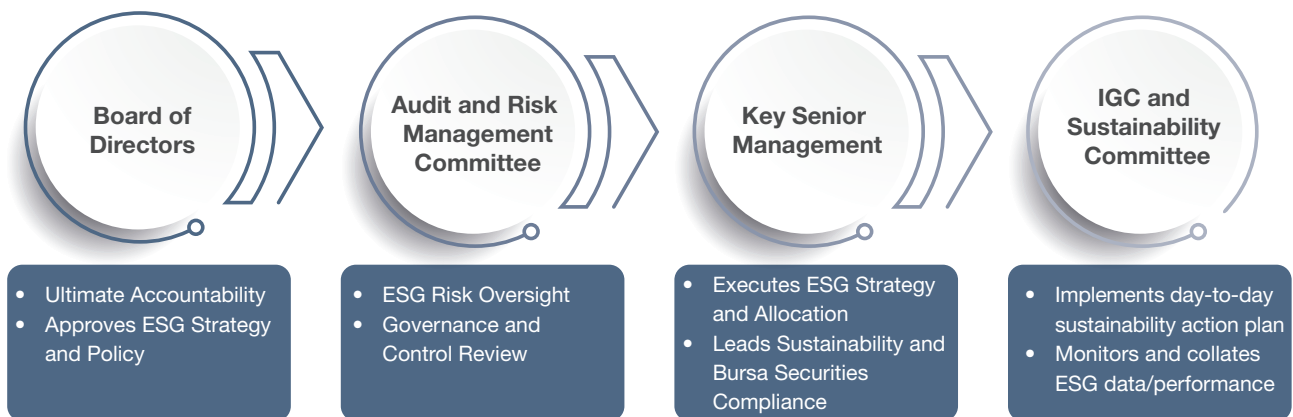 Board of
Directors
• Ultimate Accountability
• Approves ESG Strategy
and Policy
Audit and Risk
Management
Committee
• ESG Risk Oversight
• Governance and
Control Review
Key Senior
Management
• Executes ESG Strategy
and Allocation
• Leads Sustainability and
Bursa Securities
Compliance
IGC and
Sustainability
Committee
• Implements day-to-day
sustainability action plan
• Monitors and collates
ESG data/performance